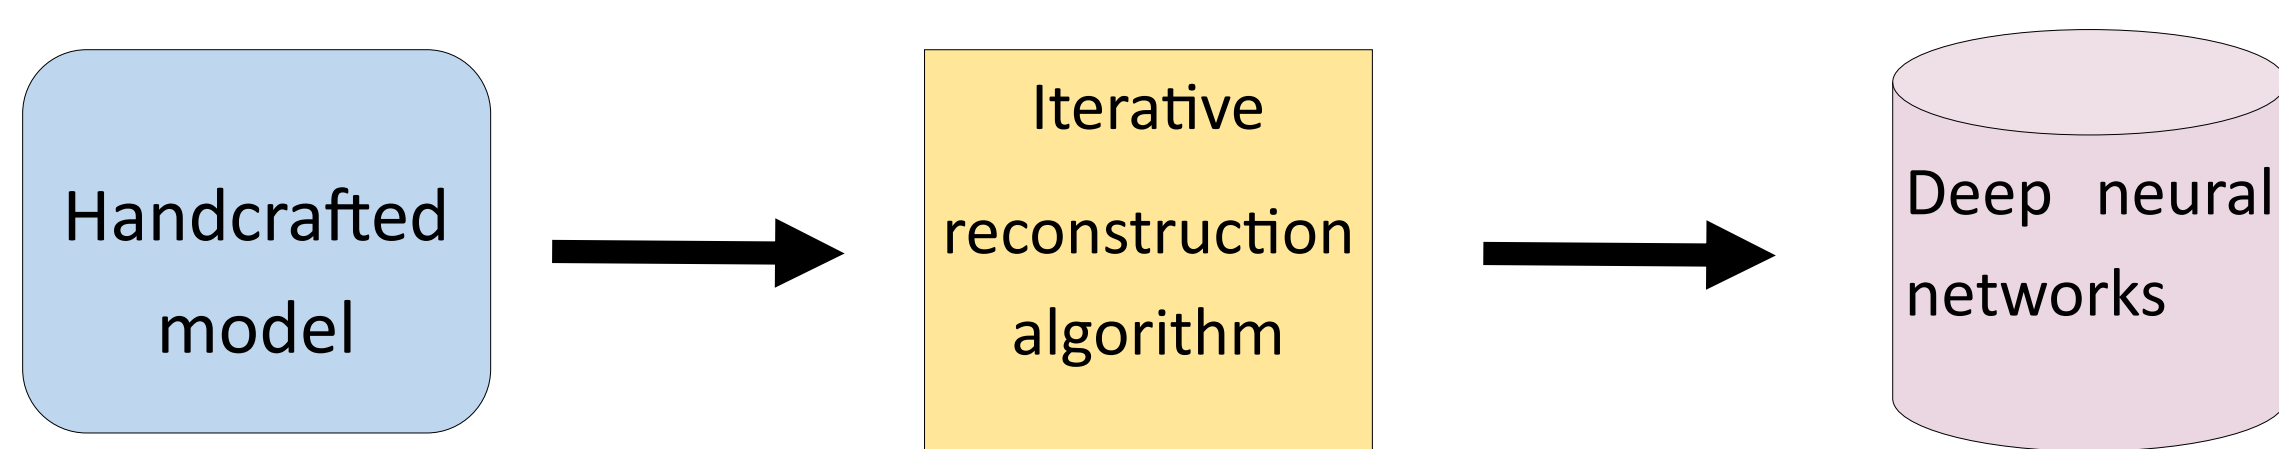 Handcrafted
model
Iterative
reconstruction
algorithm
Deep neural
networks